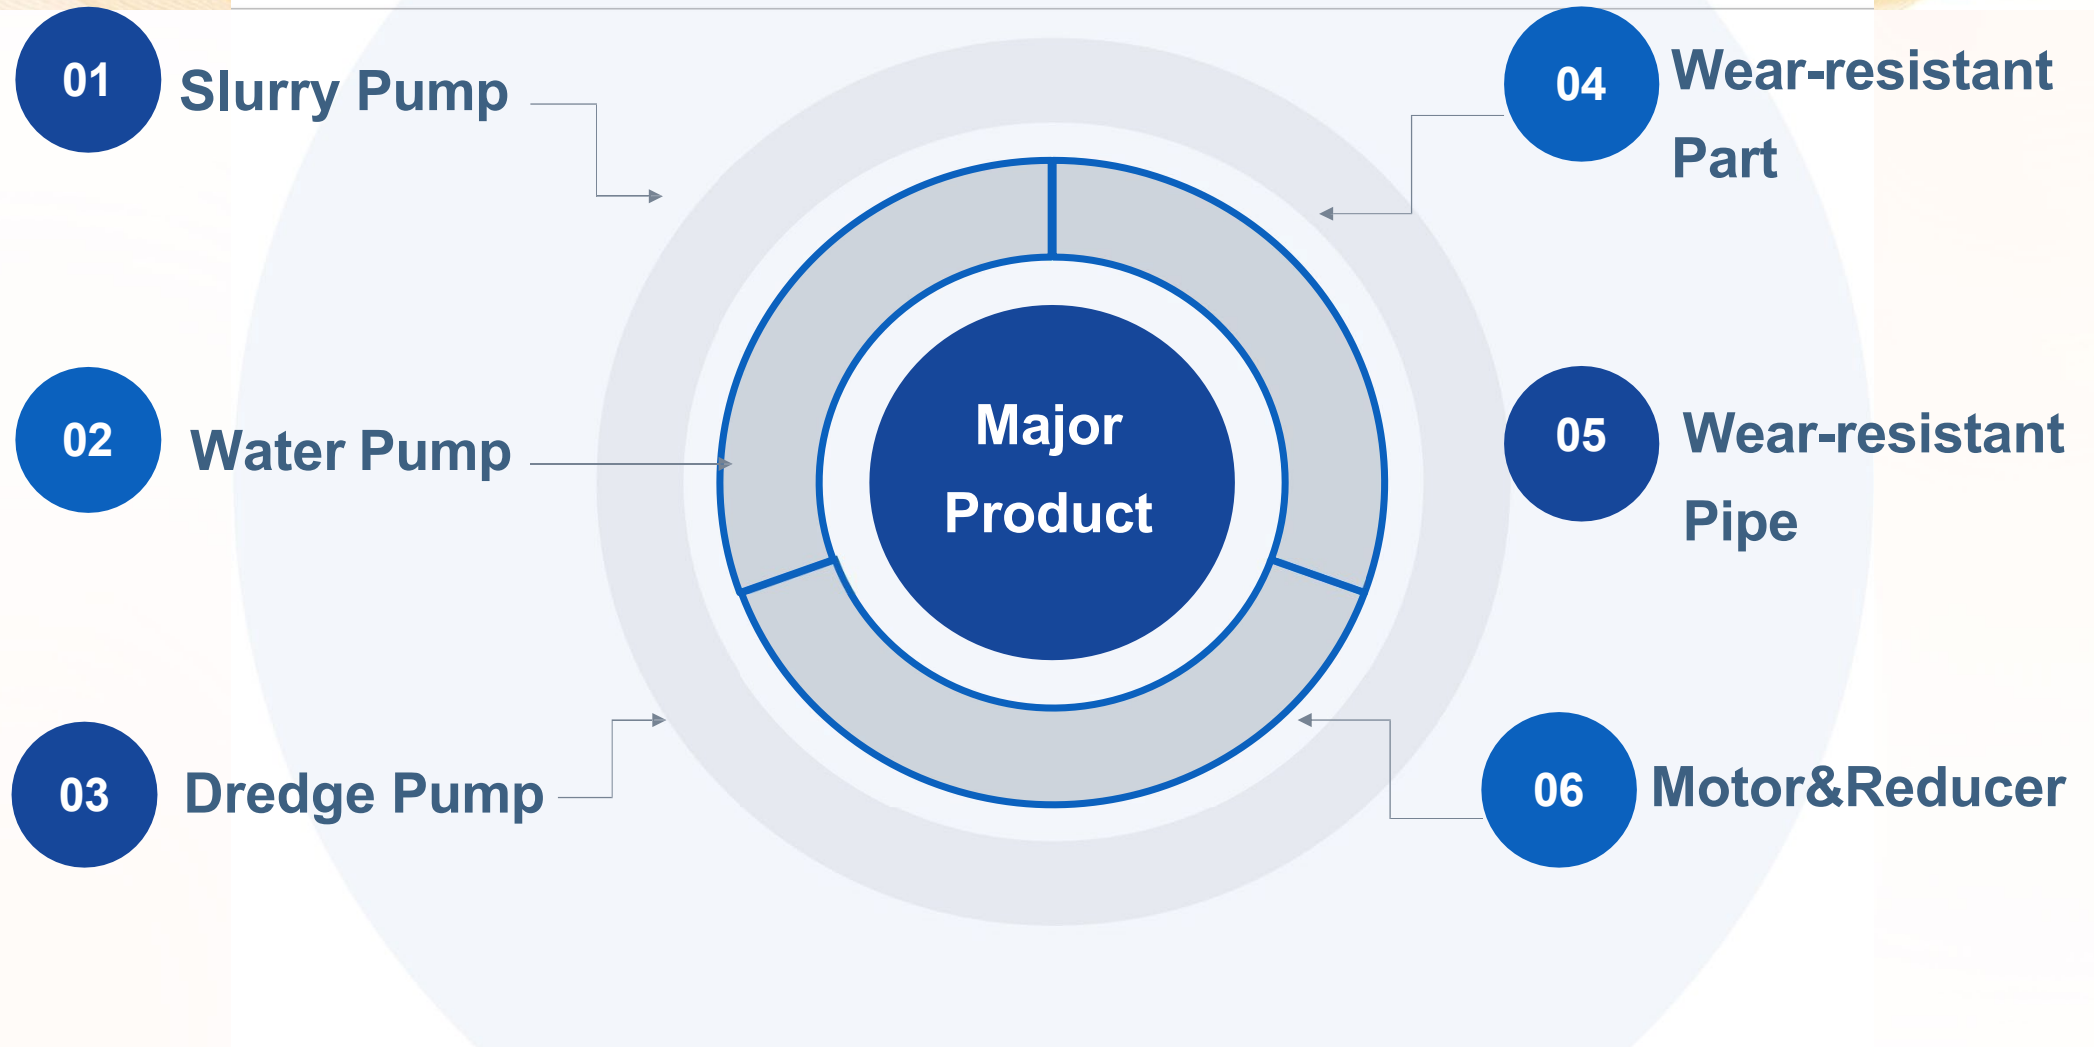 01
Slurry Pump
02
Water Pump
03
Dredge Pump
Major
Product
04
Wear-resistant
Part
05
Wear-resistant
Pipe
06
Motor&Reducer